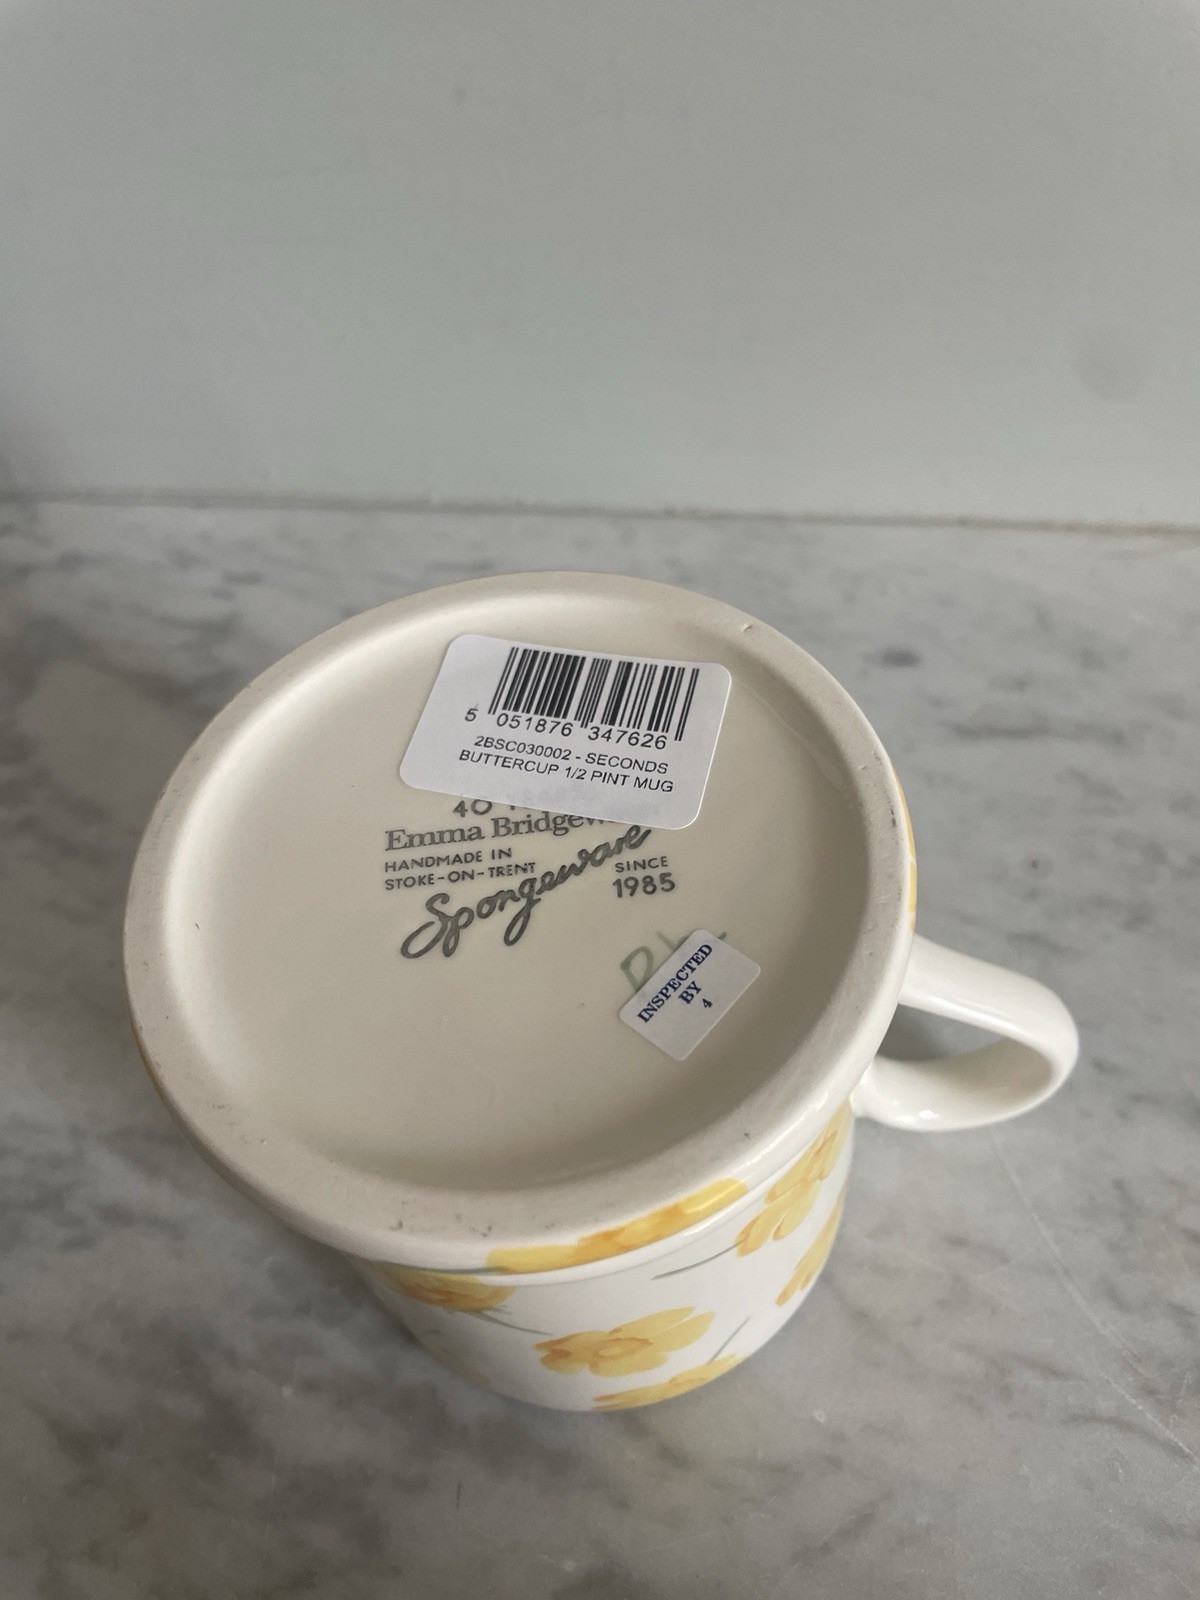 5 051876 347626
2BSC030002 - SECONDS
BUTTERCUP 1/2 PINT MUG
40
Emma
HANDMADE IN
STOKE-ON-TRENT
Spongeware
SINCE
1985
INSPECTED
BY
4